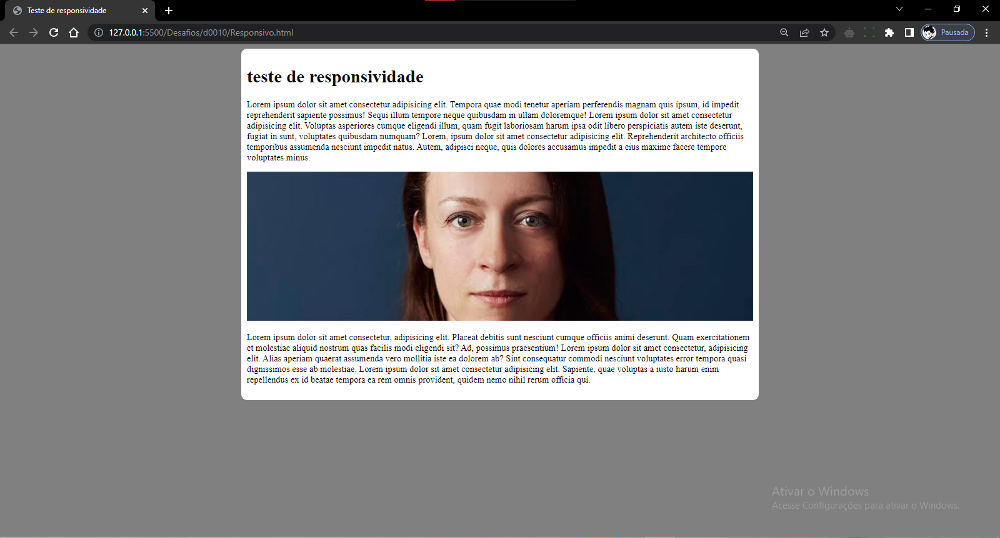 Teste de responsividade
127.0.0.1:5500/Desafios/d0010/Responsivo.html
Pausada
teste de responsividade
Lorem ipsum dolor sit amet consectetur adipisicing elit. Tempora quae modi tenetur aperiam perferendis magnam quis ipsum, id impedit
reprehenderit sapiente possimus! Sequi illum tempore neque quibusdam in ullam doloremque! Lorem ipsum dolor sit amet consectetur
adipisicing elit. Voluptas asperiores cumque eligendi illum, quam fugit laboriosam harum ipsa odit libero perspiciatis autem iste deserunt,
fugiat in sunt, voluptates quibusdam numquam? Lorem, ipsum dolor sit amet consectetur adipisicing elit. Reprehenderit architecto officiis
temporibus assumenda nesciunt impedit natus. Autem, adipisci neque, quis dolores accusamus impedit a eius maxime facere tempore
voluptates minus.
Lorem ipsum dolor sit amet consectetur, adipisicing elit. Placeat debitis sunt nesciunt cumque officiis animi deserunt. Quam exercitationem
et molestiae aliquid nostrum quas facilis modi eligendi sit? Ad, possimus praesentium! Lorem ipsum dolor sit amet consectetur, adipisicing
elit. Alias aperiam quaerat assumenda vero mollitia iste ea dolorem ab? Sint consequatur commodi nesciunt voluptates error tempora quasi
dignissimos esse ab molestiae. Lorem ipsum dolor sit amet consectetur adipisicing elit. Sapiente, quae voluptas a iusto harum enim
repellendus ex id beatae tempora ea rem omnis provident, quidem nemo nihil rerum officia qui.
Ativar o Windows
Acesse Configurações para ativar o Windows.